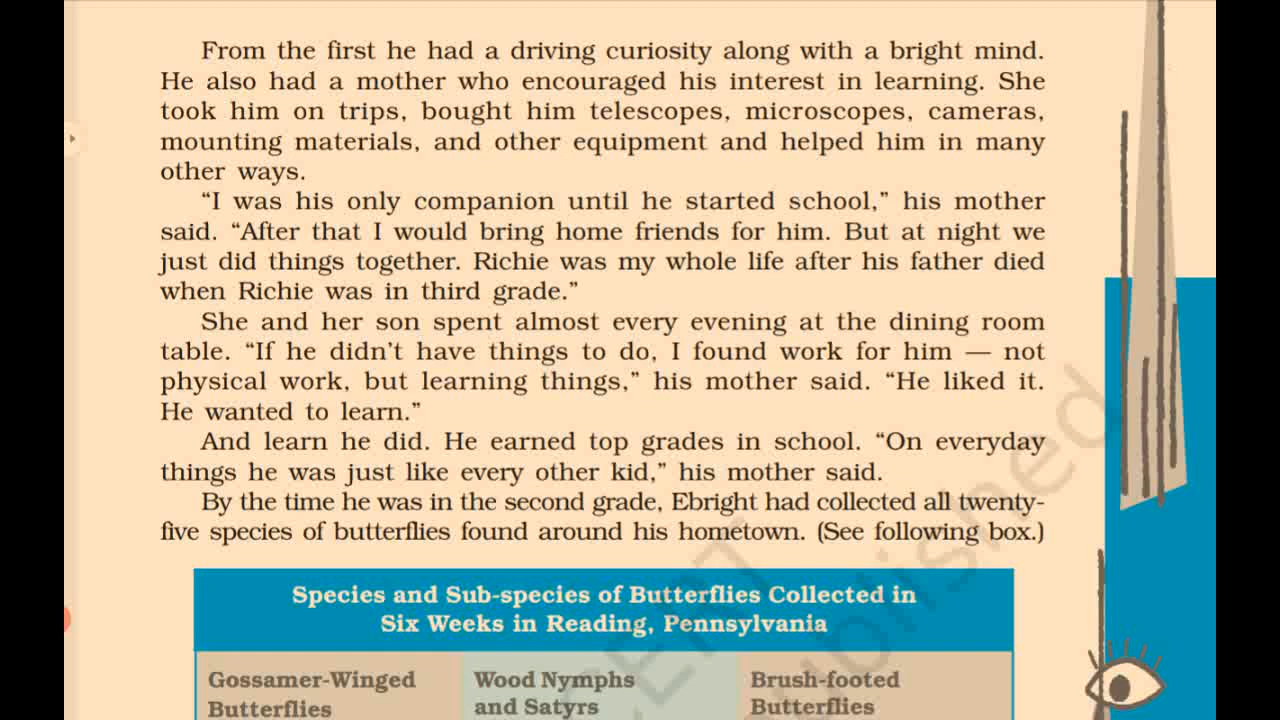 From the first he had a driving curiosity along with a bright mind.
He also had a mother who encouraged his interest in learning. She
took him on trips, bought him telescopes, microscopes, cameras,
mounting materials, and other equipment and helped him in many
other ways.
“I was his only companion until he started school,” his mother
said. “After that I would bring home friends for him. But at night we
just did things together. Richie was my whole life after his father died
when Richie was in third grade.”
She and her son spent almost every evening at the dining room
table. “If he didn’t have things to do, I found work for him — not
physical work, but learning things,” his mother said. “He liked it.
He wanted to learn.”
And learn he did. He earned top grades in school. “On everyday
things he was just like every other kid,” his mother said.
By the time he was in the second grade, Ebright had collected all twenty-
five species of butterflies found around his hometown. (See following box.)
Species and Sub-species of Butterflies Collected in
Six Weeks in Reading, Pennsylvania
Gossamer-Winged
Butterflies
Wood Nymphs
and Satyrs
Brush-footed
Butterflies